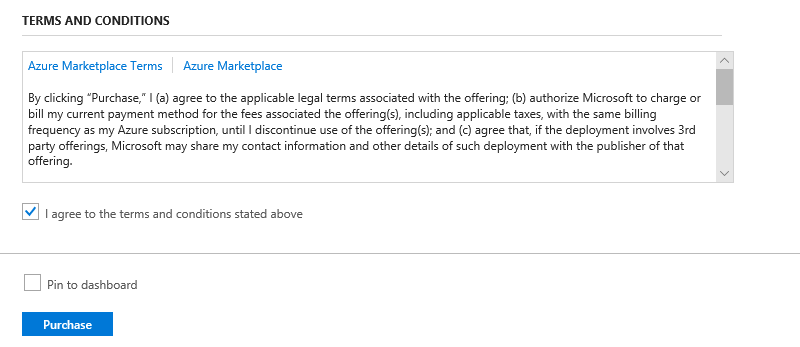 TERMS AND CONDITIONS
Azure Marketplace Terms Azure Marketplace
By clicking “Purchase,” I (a) agree to the applicable legal terms associated with the offering; (b) authorize Microsoft to charge or
bill my current payment method for the fees associated the offering(s), including applicable taxes, with the same billing
frequency as my Azure subscription, until I discontinue use of the offering(s); and (c) agree that, if the deployment involves 3rd
party offerings, Microsoft may share my contact information and other details of such deployment with the publisher of that
offering.
I agree to the terms and conditions stated above
Pin to dashboard
Purchase